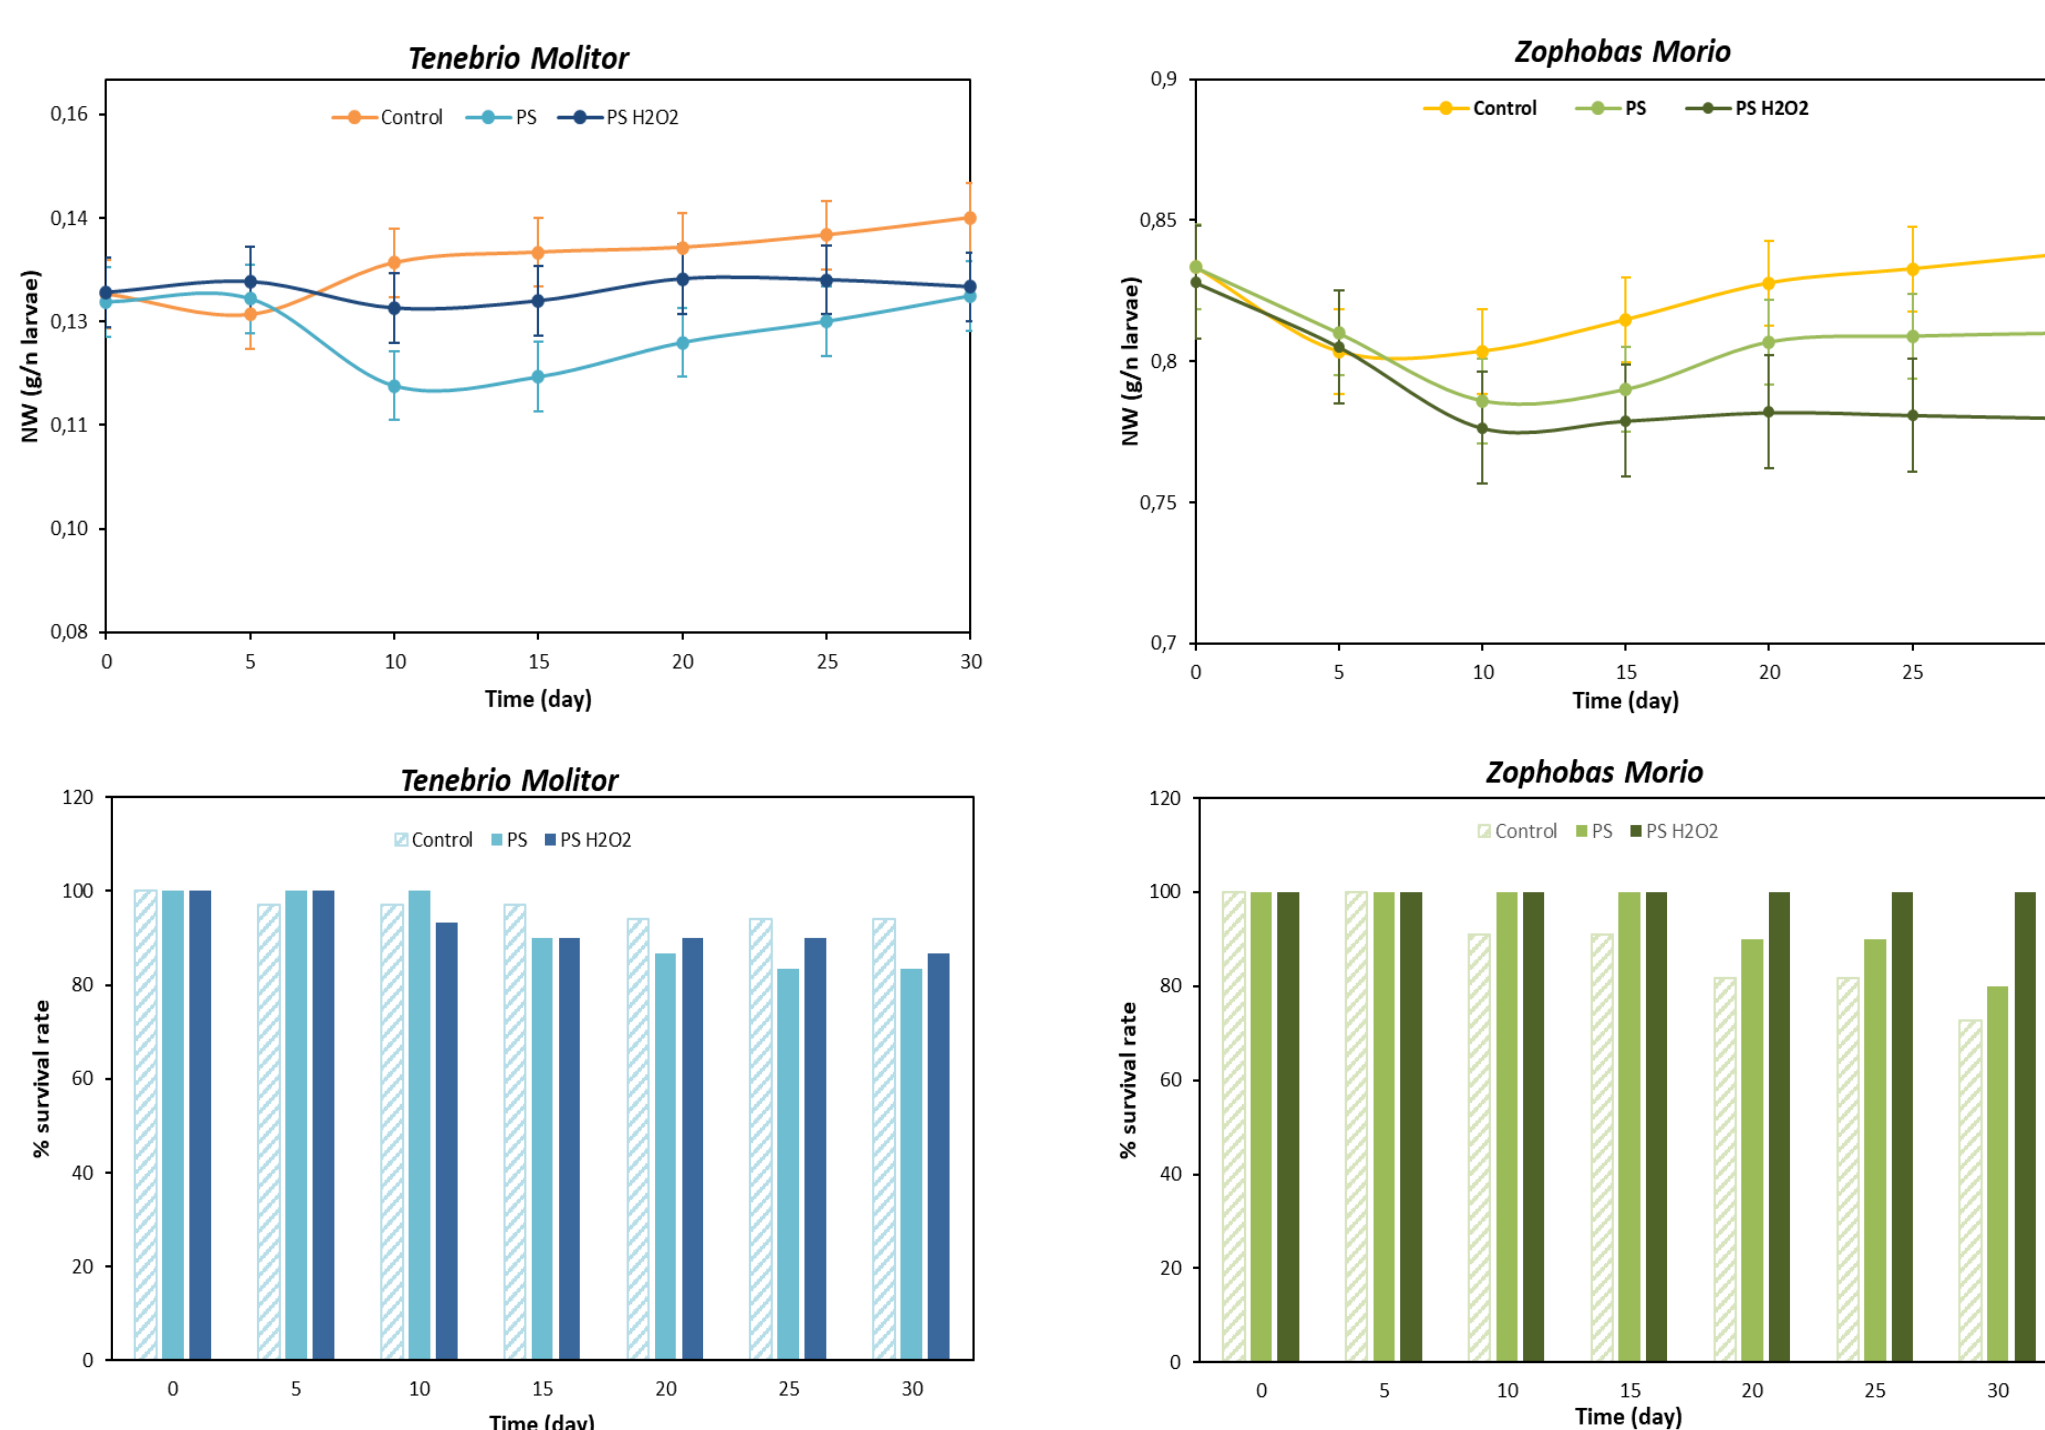 Tenebrio Molitor
Control PS PS H2O2
0,16
0,14
0,13
0,11
0,10
0,08
NW (g/n larvae)
0 5 10 15 20 25 30
Time (day)
Zophobas Morio
Control PS PS H2O2
0,9
0,85
0,8
0,75
0,7
NW (g/n larvae)
0 5 10 15 20 25
Time (day)
Tenebrio Molitor
Control PS PS H2O2
120
100
80
60
40
20
0
% survival rate
0 5 10 15 20 25 30
Time (day)
Zophobas Morio
Control PS PS H2O2
120
100
80
60
40
20
0
% survival rate
0 5 10 15 20 25 30
Time (day)